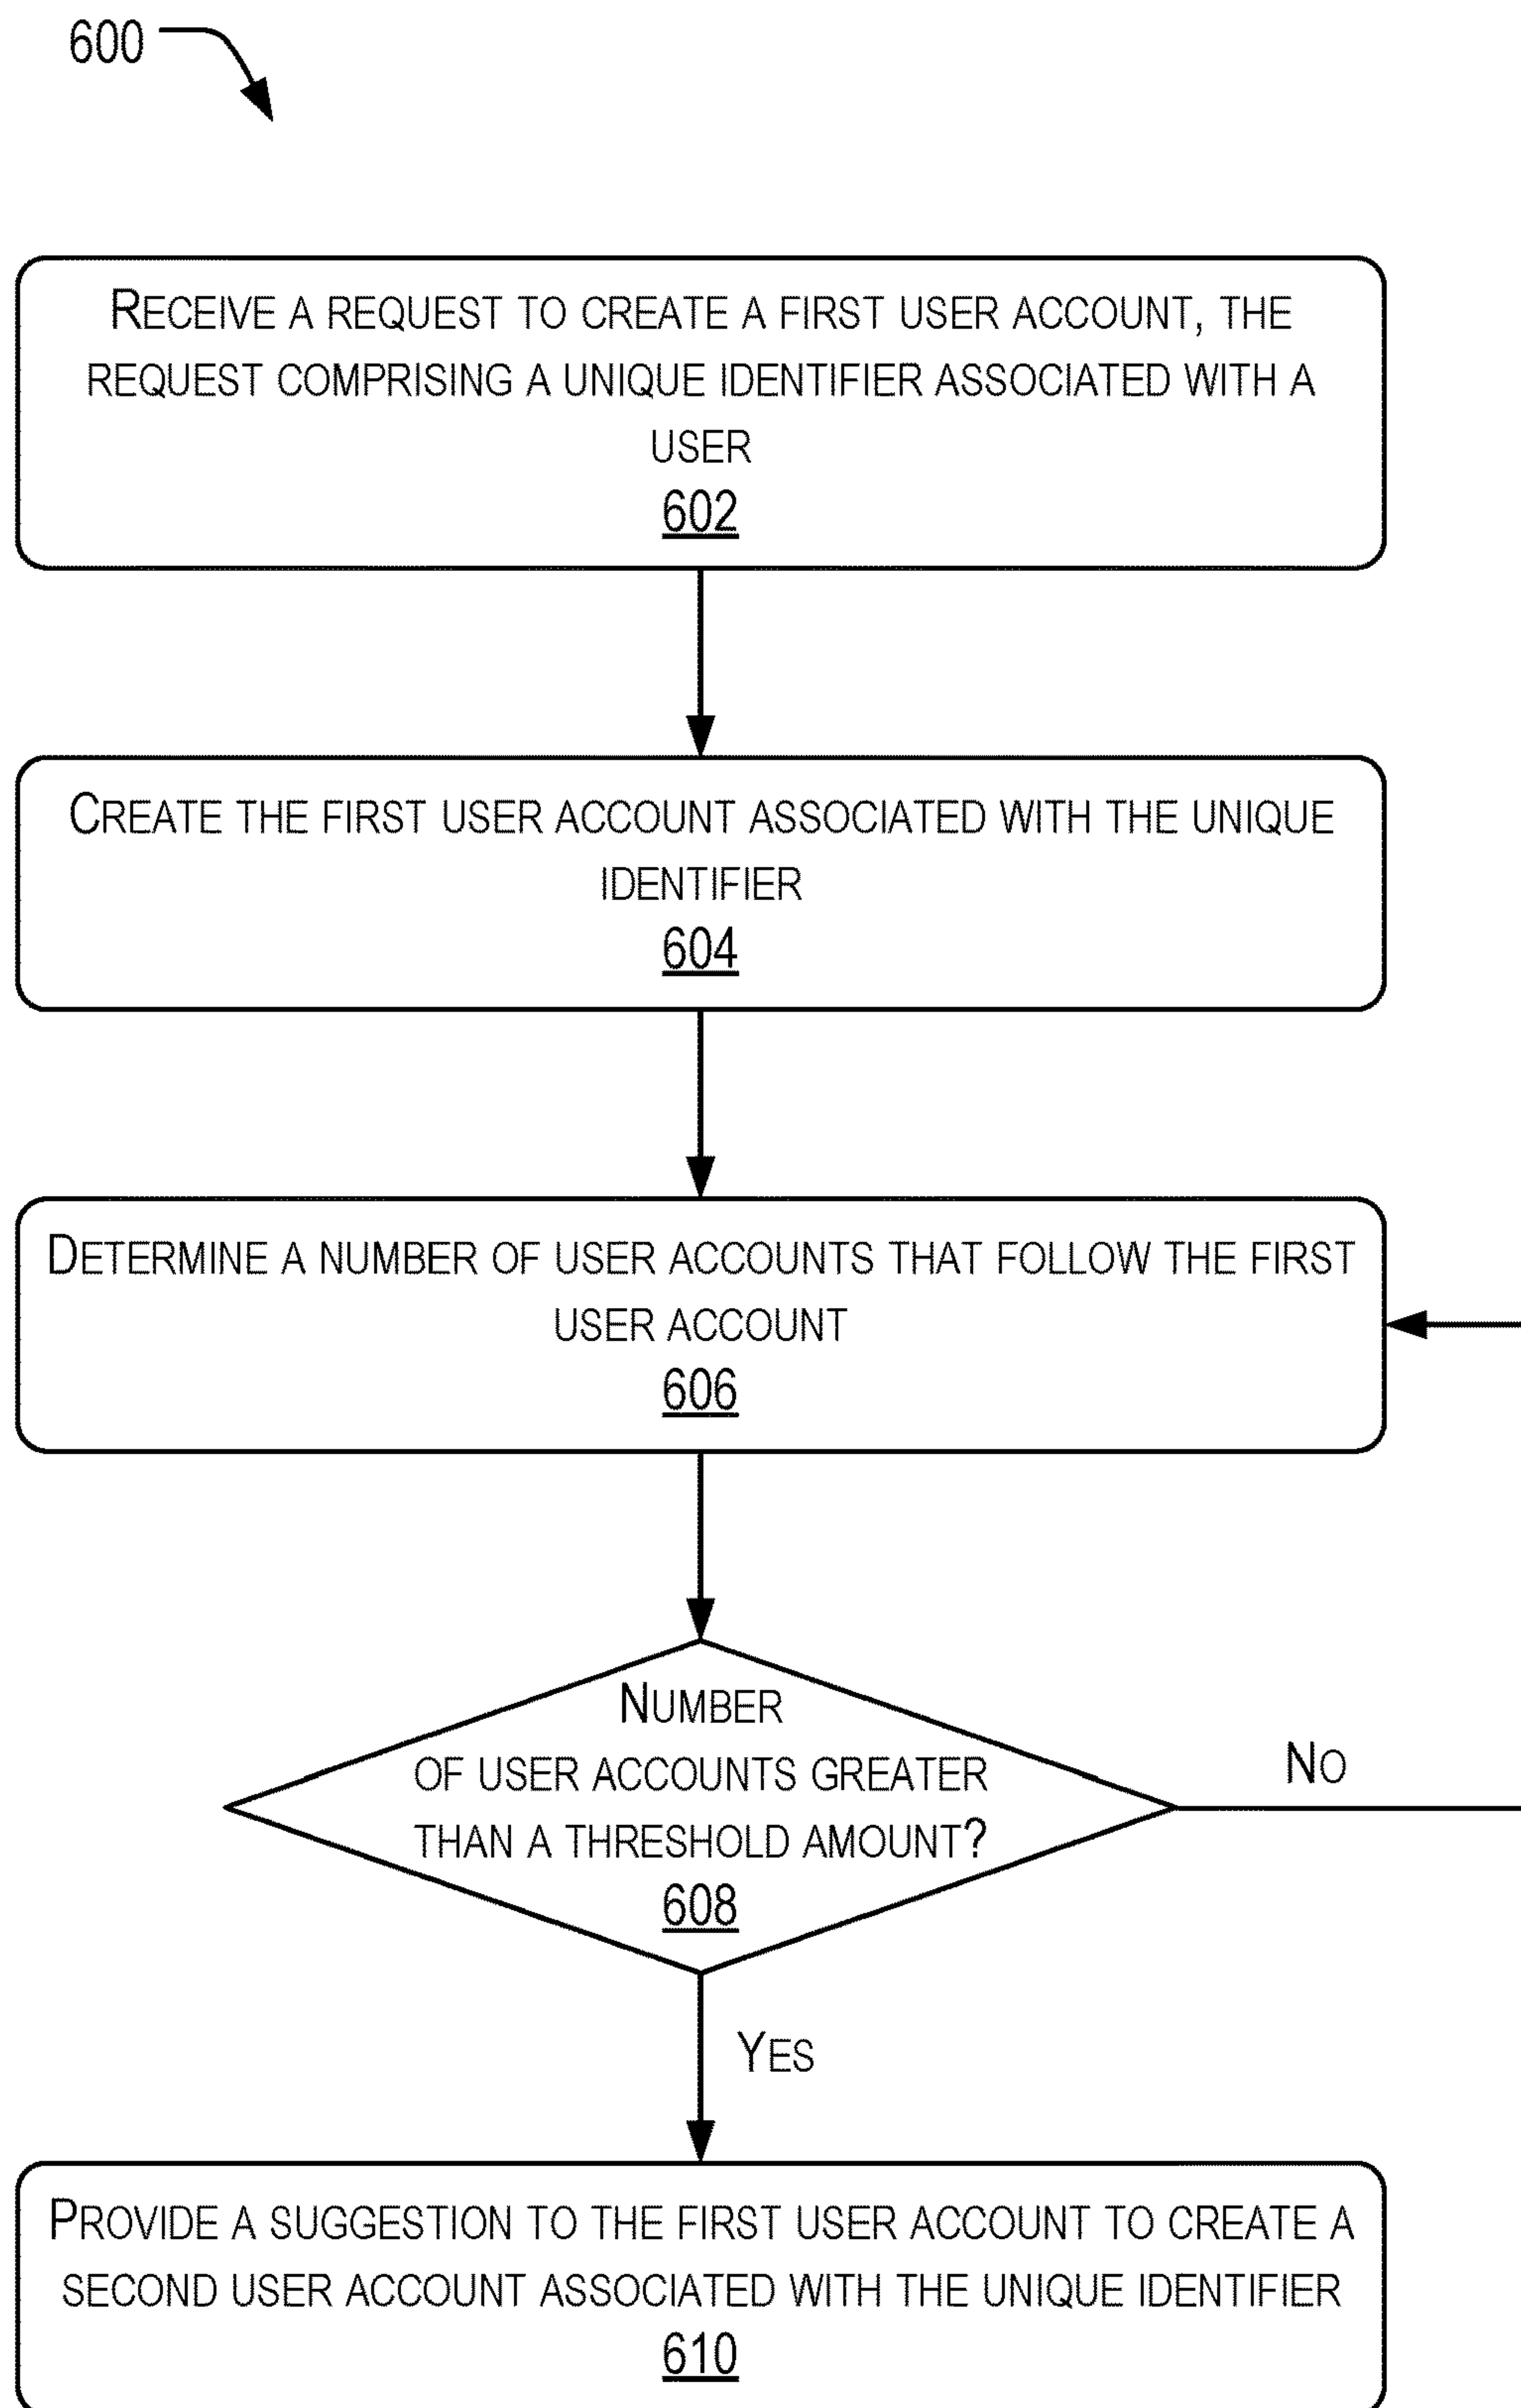 600
RECEIVE A REQUEST TO CREATE A FIRST USER ACCOUNT, THE
REQUEST COMPRISING A UNIQUE IDENTIFIER ASSOCIATED WITH A
USER
602
CREATE THE FIRST USER ACCOUNT ASSOCIATED WITH THE UNIQUE
IDENTIFIER
604
DETERMINE A NUMBER OF USER ACCOUNTS THAT FOLLOW THE FIRST
USER ACCOUNT
606
NUMBER
OF USER ACCOUNTS GREATER
THAN A THRESHOLD AMOUNT?
608
NO
YES
PROVIDE A SUGGESTION TO THE FIRST USER ACCOUNT TO CREATE A
SECOND USER ACCOUNT ASSOCIATED WITH THE UNIQUE IDENTIFIER
610